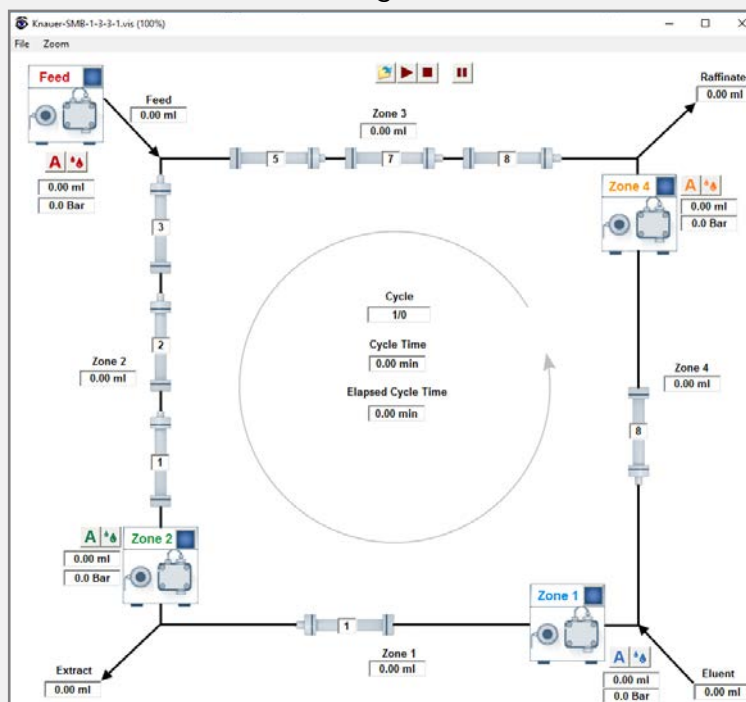 Knauer-SMB-1-3-3-1.vis (100%)
File Zoom
Feed
Feed
0.00 ml
A
0.00 ml
0.0 Bar
Zone 3
0.00 ml
Raffinate
0.00 ml
5
7
8
Zone 4
A
0.00 ml
0.0 Bar
3
2
1
Zone 2
0.00 ml
Cycle
1/0
Cycle Time
0.00 min
Elapsed Cycle Time
0.00 min
Zone 4
0.00 ml
8
A
Zone 2
0.00 ml
0.0 Bar
Zone 1
1
Zone 1
0.00 ml
A
0.00 ml
0.0 Bar
Extract
0.00 ml
Eluent
0.00 ml